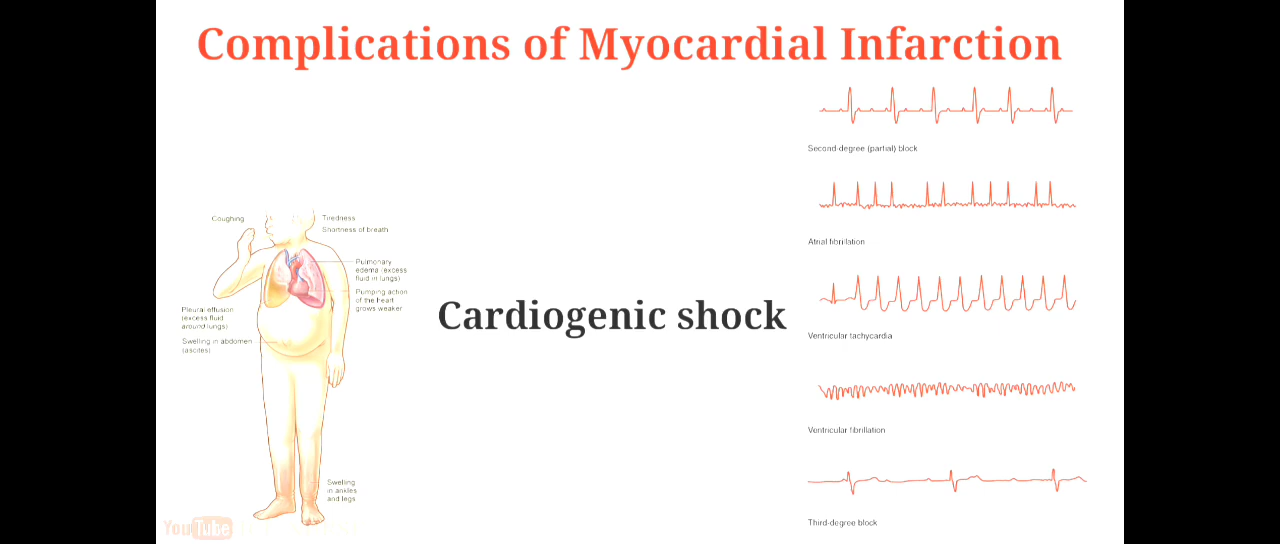 Complications of Myocardial Infarction
Coughing
Tiredness
Shortness of breath
Pulmonary
edema (excess
fluid in lungs)
Pumping action
of the heart
grows weaker
Pleural effusion
(excess fluid
around lungs)
Swelling in abdomen
(ascites)
Swelling
in ankles
and legs
Cardiogenic shock
Second-degree (partial) block
Atrial fibrillation
Ventricular tachycardia
Ventricular fibrillation
Third-degree block
YouTube